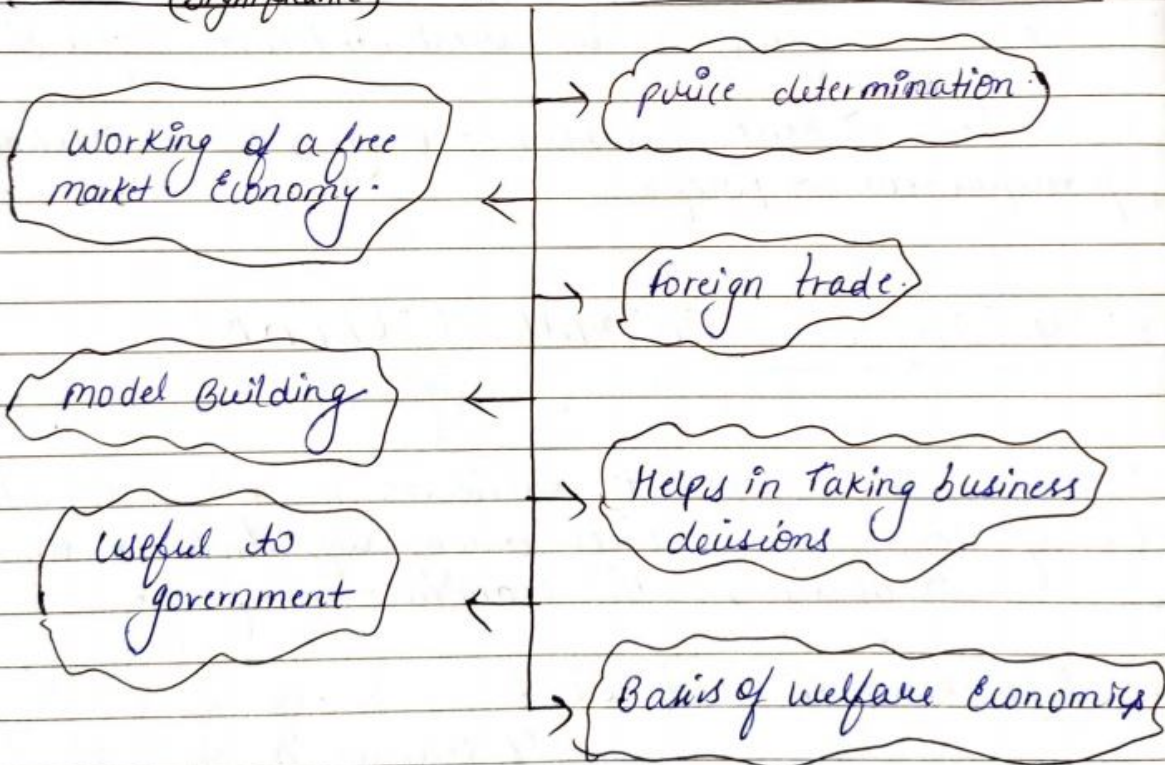 (Significance)
price determination.
Working of a free
market Economy.
foreign trade.
model Building
Helps in Taking business
decisions
useful to
government
Basis of welfare Economics